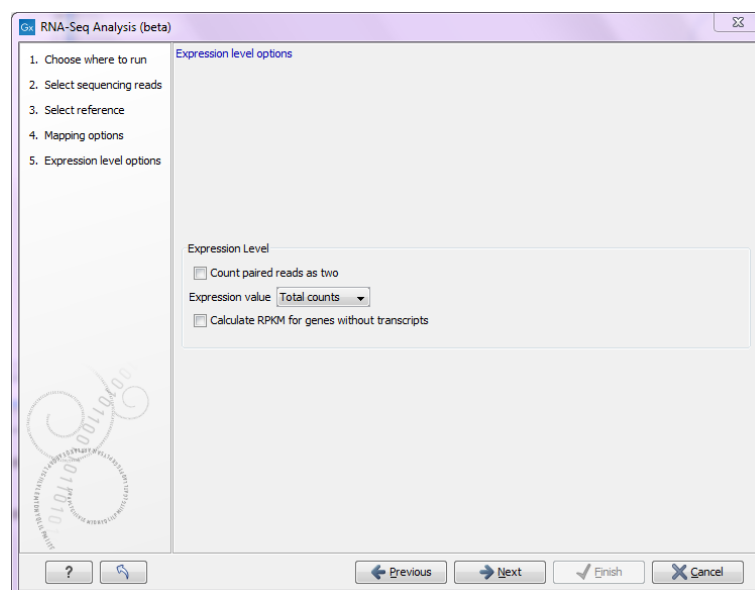 Gx RNA-Seq Analysis (beta)
1. Choose where to run
2. Select sequencing reads
3. Select reference
4. Mapping options
5. Expression level options
Expression level options
Expression Level
Count paired reads as two
Expression value Total counts
Calculate RPKM for genes without transcripts
? Previous Next Finish Cancel